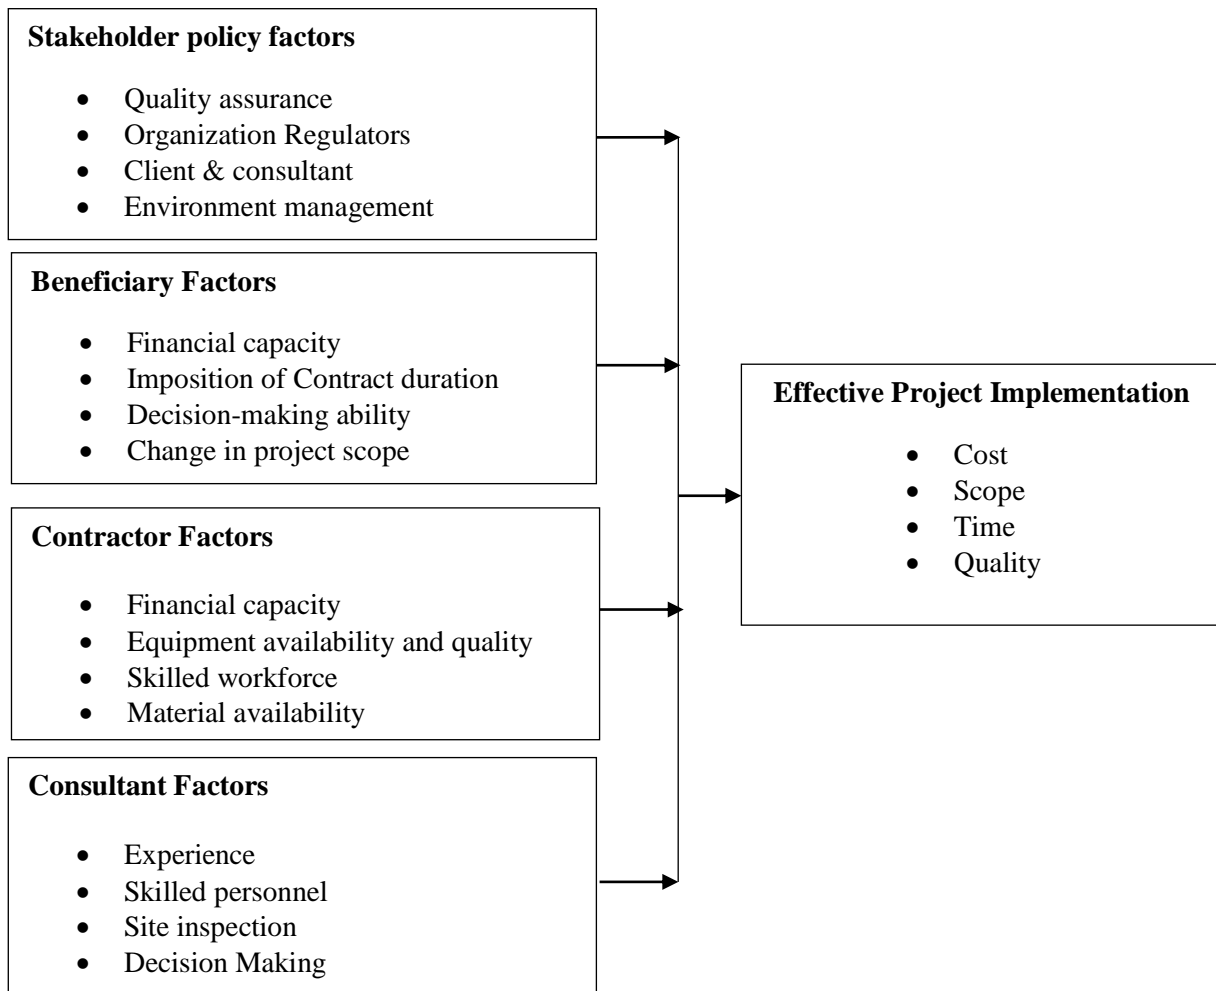 Stakeholder policy factors
• Quality assurance
• Organization Regulators
• Client & consultant
• Environment management
Beneficiary Factors
• Financial capacity
• Imposition of Contract duration
• Decision-making ability
• Change in project scope
Contractor Factors
• Financial capacity
• Equipment availability and quality
• Skilled workforce
• Material availability
Consultant Factors
• Experience
• Skilled personnel
• Site inspection
• Decision Making
Effective Project Implementation
• Cost
• Scope
• Time
• Quality